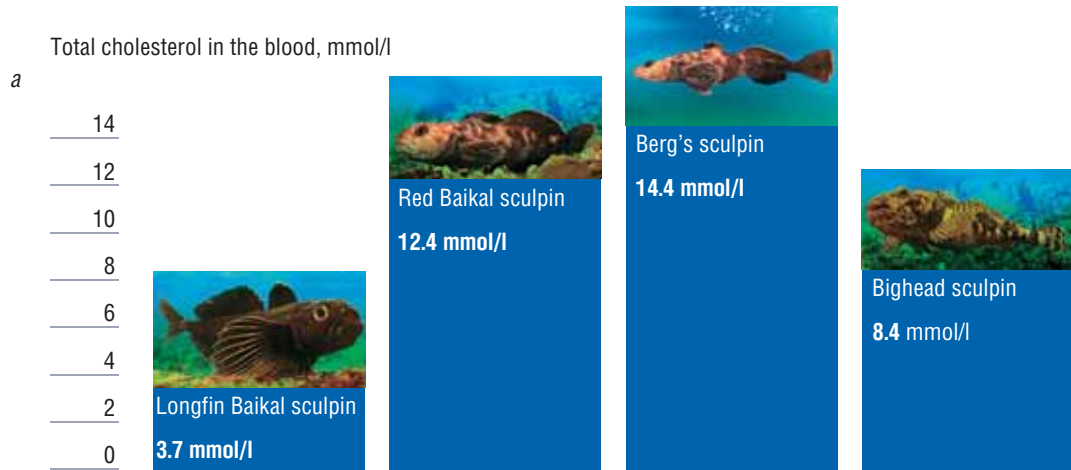 Total cholesterol in the blood, mmol/l
a
14
12
10
8
6
4
2
0
Longfin Baikal sculpin
3.7 mmol/l
Red Baikal sculpin
12.4 mmol/l
Berg's sculpin
14.4 mmol/l
Bighead sculpin
8.4 mmol/l